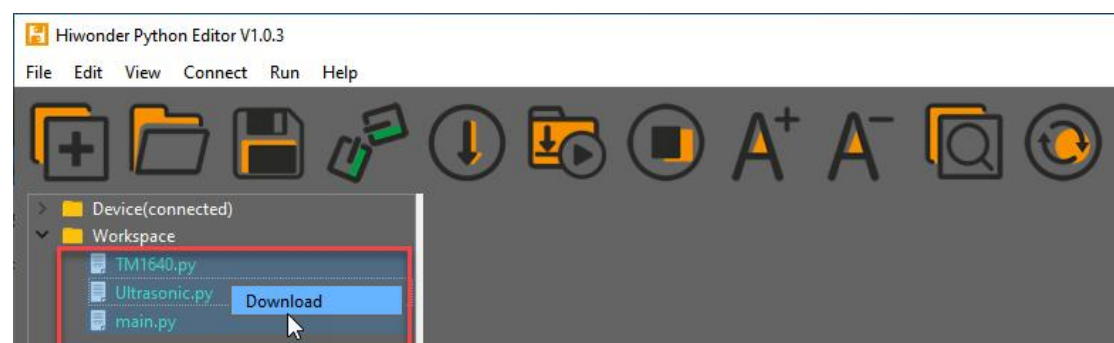 Hiwonder Python Editor V1.0.3
File Edit View Connect Run Help
A+ A-
Device(connected)
Workspace
TM1640.py
Ultrasonic.py
Download
main.py